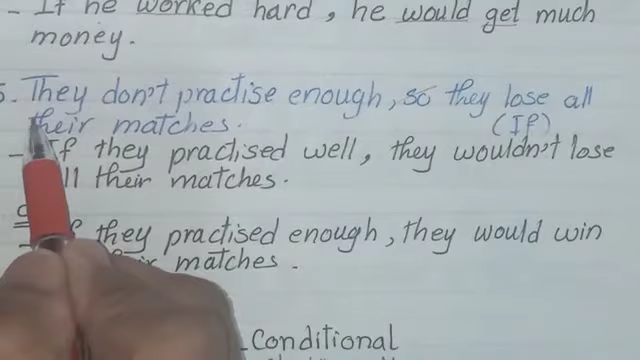 - If he worked hard, he would get much
money.
5. They don't practise enough, so they lose all
their matches. (If)
- If they practised well, they wouldn't lose
all their matches.
If they practised enough, they would win
their matches.
Conditional